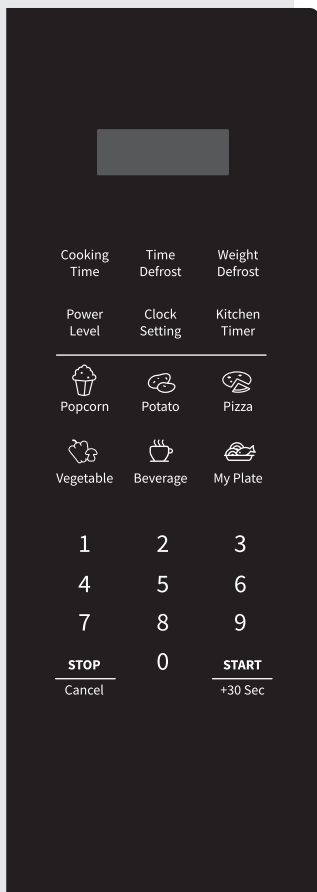 Cooking Time
Time Defrost
Weight Defrost
Power Level
Clock Setting
Kitchen Timer
Popcorn
Potato
Pizza
Vegetable
Beverage
My Plate
1 2 3
4 5 6
7 8 9
STOP
Cancel
0
START
+30 Sec